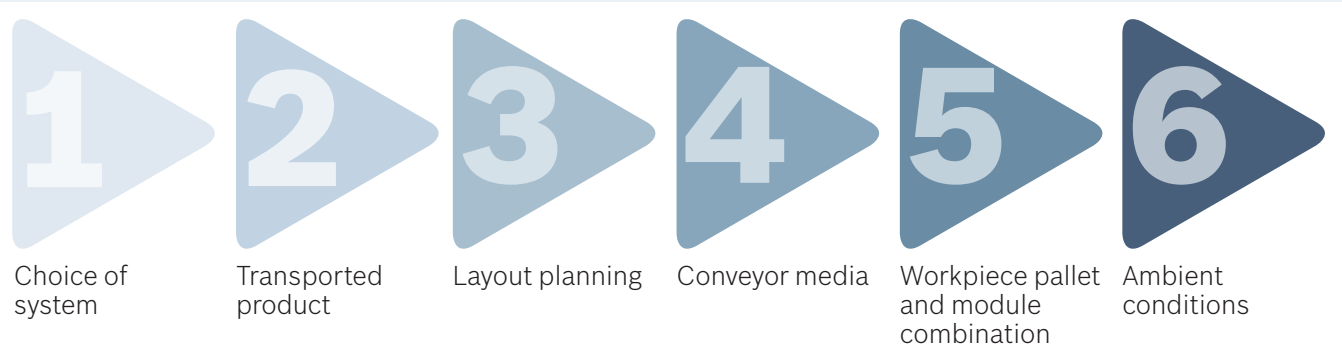 1
Choice of
system
2
Transported
product
3
Layout planning
4
Conveyor media
5
Workpiece pallet
and module
combination
6
Ambient
conditions